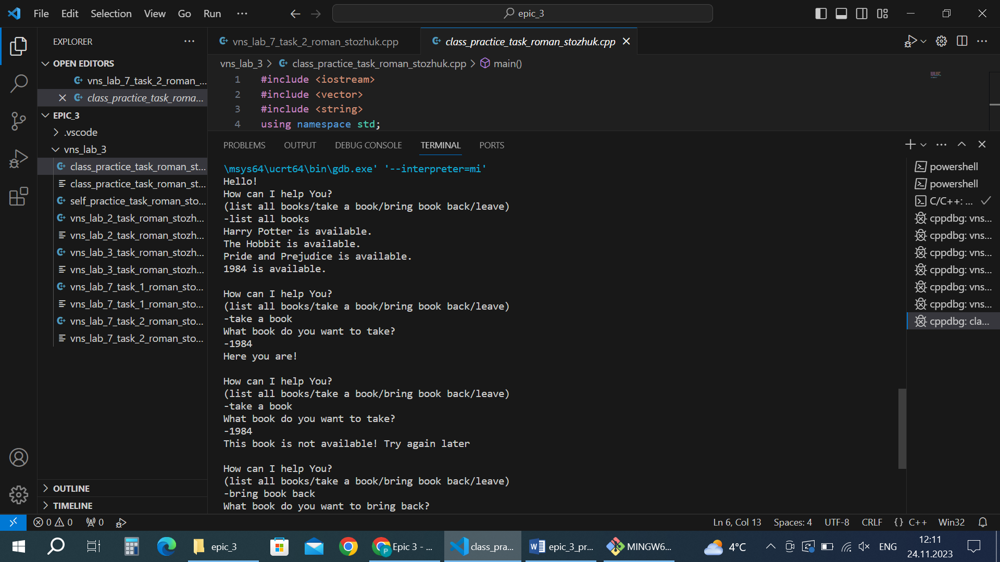 File Edit Selection View Go Run ···
epic_3
EXPLORER ···
OPEN EDITORS
vns_lab_7_task_2_roman_...
class_practice_task_roma...
EPIC_3
.vscode
vns_lab_3
class_practice_task_roman_st...
class_practice_task_roman_st...
self_practice_task_roman_sto...
vns_lab_2_task_roman_stozh...
vns_lab_2_task_roman_stozh...
vns_lab_3_task_roman_stozh...
vns_lab_3_task_roman_stozh...
vns_lab_7_task_1_roman_sto...
vns_lab_7_task_1_roman_sto...
vns_lab_7_task_2_roman_sto...
vns_lab_7_task_2_roman_sto...
OUTLINE
TIMELINE
vns_lab_7_task_2_roman_stozhuk.cpp
class_practice_task_roman_stozhuk.cpp
vns_lab_3 > class_practice_task_roman_stozhuk.cpp > main()
1 #include <iostream>
2 #include <vector>
3 #include <string>
4 using namespace std;
PROBLEMS OUTPUT DEBUG CONSOLE TERMINAL PORTS
\msys64\ucrt64\bin\gdb.exe' '--interpreter=mi'
Hello!
How can I help You?
(list all books/take a book/bring book back/leave)
-list all books
Harry Potter is available.
The Hobbit is available.
Pride and Prejudice is available.
1984 is available.
How can I help You?
(list all books/take a book/bring book back/leave)
-take a book
What book do you want to take?
-1984
Here you are!
How can I help You?
(list all books/take a book/bring book back/leave)
-take a book
What book do you want to take?
-1984
This book is not available! Try again later
How can I help You?
(list all books/take a book/bring book back/leave)
-bring book back
What book do you want to bring back?
powershell
powershell
C/C++: ...
cppdbg: vns...
cppdbg: vns...
cppdbg: vns...
cppdbg: vns...
cppdbg: vns...
cppdbg: vns...
cppdbg: cla...
0 0 0
Ln 6, Col 13 Spaces: 4 UTF-8 CRLF {} C++ Win32
epic_3
Epic 3 - ...
class_pra...
epic_3_pr...
MINGW6...
4°C
ENG
12:11
24.11.2023